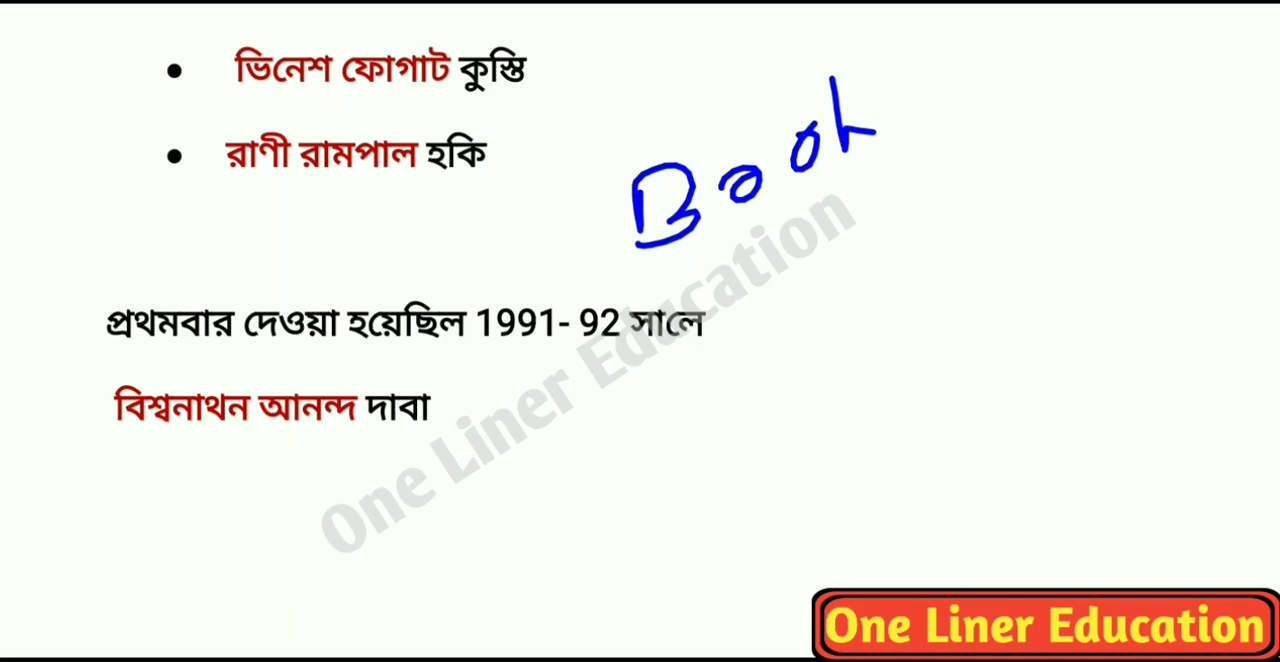 • ভিনেশ ফোগাট কুস্তি
• রাণী রামপাল হকি
Book
প্রথমবার দেওয়া হয়েছিল 1991- 92 সালে
বিশ্বনাথন আনন্দ দাবা
One Liner Education
One Liner Education